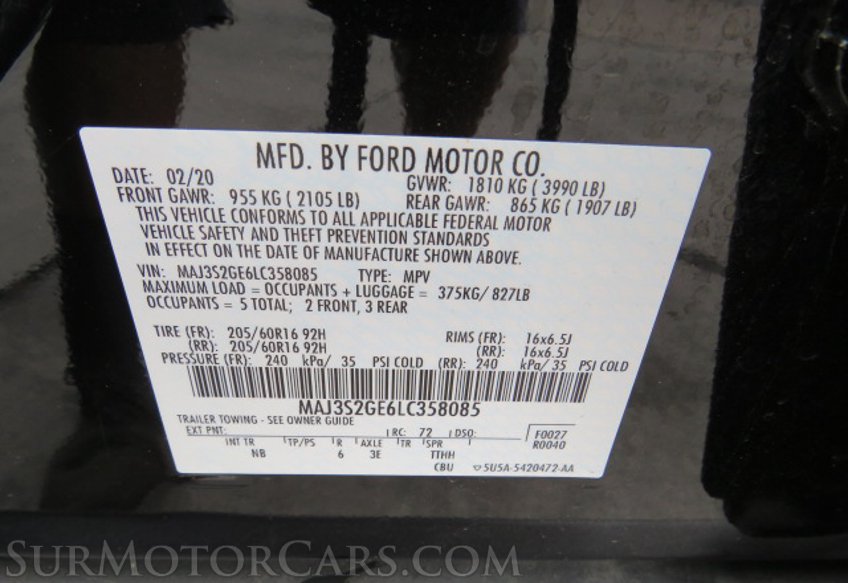 MFD. BY FORD MOTOR CO.
DATE: 02/20 GVWR: 1810 KG ( 3990 LB)
FRONT GAWR: 955 KG ( 2105 LB) REAR GAWR: 865 KG ( 1907 LB)
THIS VEHICLE CONFORMS TO ALL APPLICABLE FEDERAL MOTOR
VEHICLE SAFETY AND THEFT PREVENTION STANDARDS
IN EFFECT ON THE DATE OF MANUFACTURE SHOWN ABOVE.
VIN: MAJ3S2GE6LC358085 TYPE: MPV
MAXIMUM LOAD = OCCUPANTS + LUGGAGE = 375KG/ 827LB
OCCUPANTS = 5 TOTAL; 2 FRONT, 3 REAR
TIRE (FR): 205/60R16 92H RIMS (FR): 16x6.5J
(RR): 205/60R16 92H (RR): 16x6.5J
PRESSURE (FR): 240 kPa/ 35 PSI COLD (RR): 240 kPa/ 35 PSI COLD
MAJ3S2GE6LC358085
TRAILER TOWING - SEE OWNER GUIDE
EXT PNT: RC: 72 DSO: F0027
R0040
INT TR TP/PS R AXLE TR SPR
NB 6 3E TTHH
CBU 5U5A-5420472-AA
SurMotorCars.com